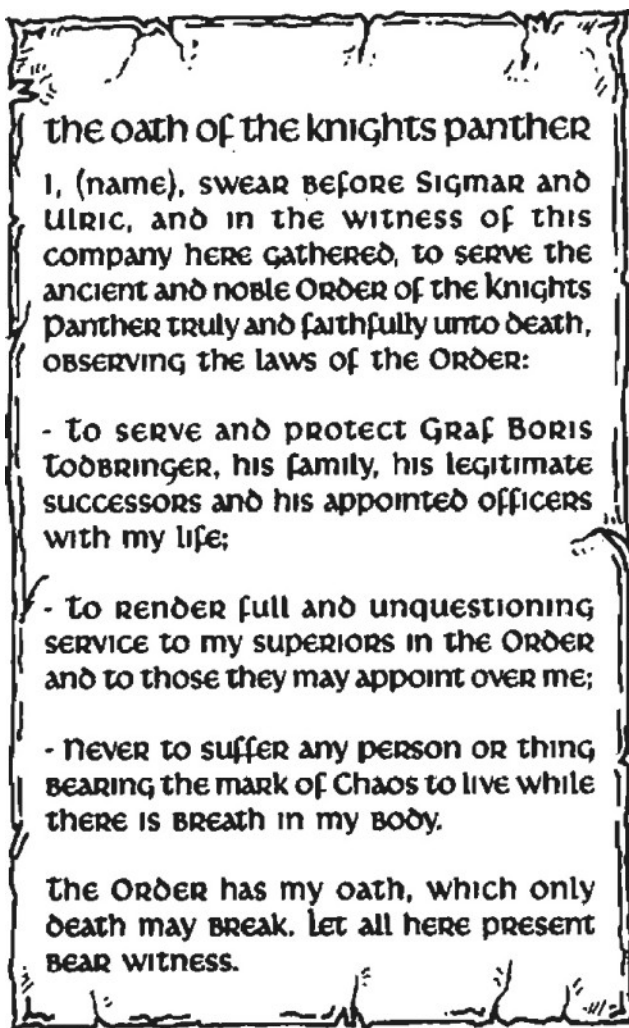 the oath of the knights panther
I, (name), swear before Sigmar and
Ulric, and in the witness of this
company here gathered, to serve the
ancient and noble Order of the Knights
Panther truly and faithfully unto death,
observing the laws of the Order:
- To serve and protect Graf Boris
Todbringer, his family, his legitimate
successors and his appointed officers
with my life;
- To render full and unquestioning
service to my superiors in the Order
and to those they may appoint over me;
- Never to suffer any person or thing
bearing the mark of Chaos to live while
there is breath in my body.
The Order has my oath, which only
death may break. Let all here present
bear witness.